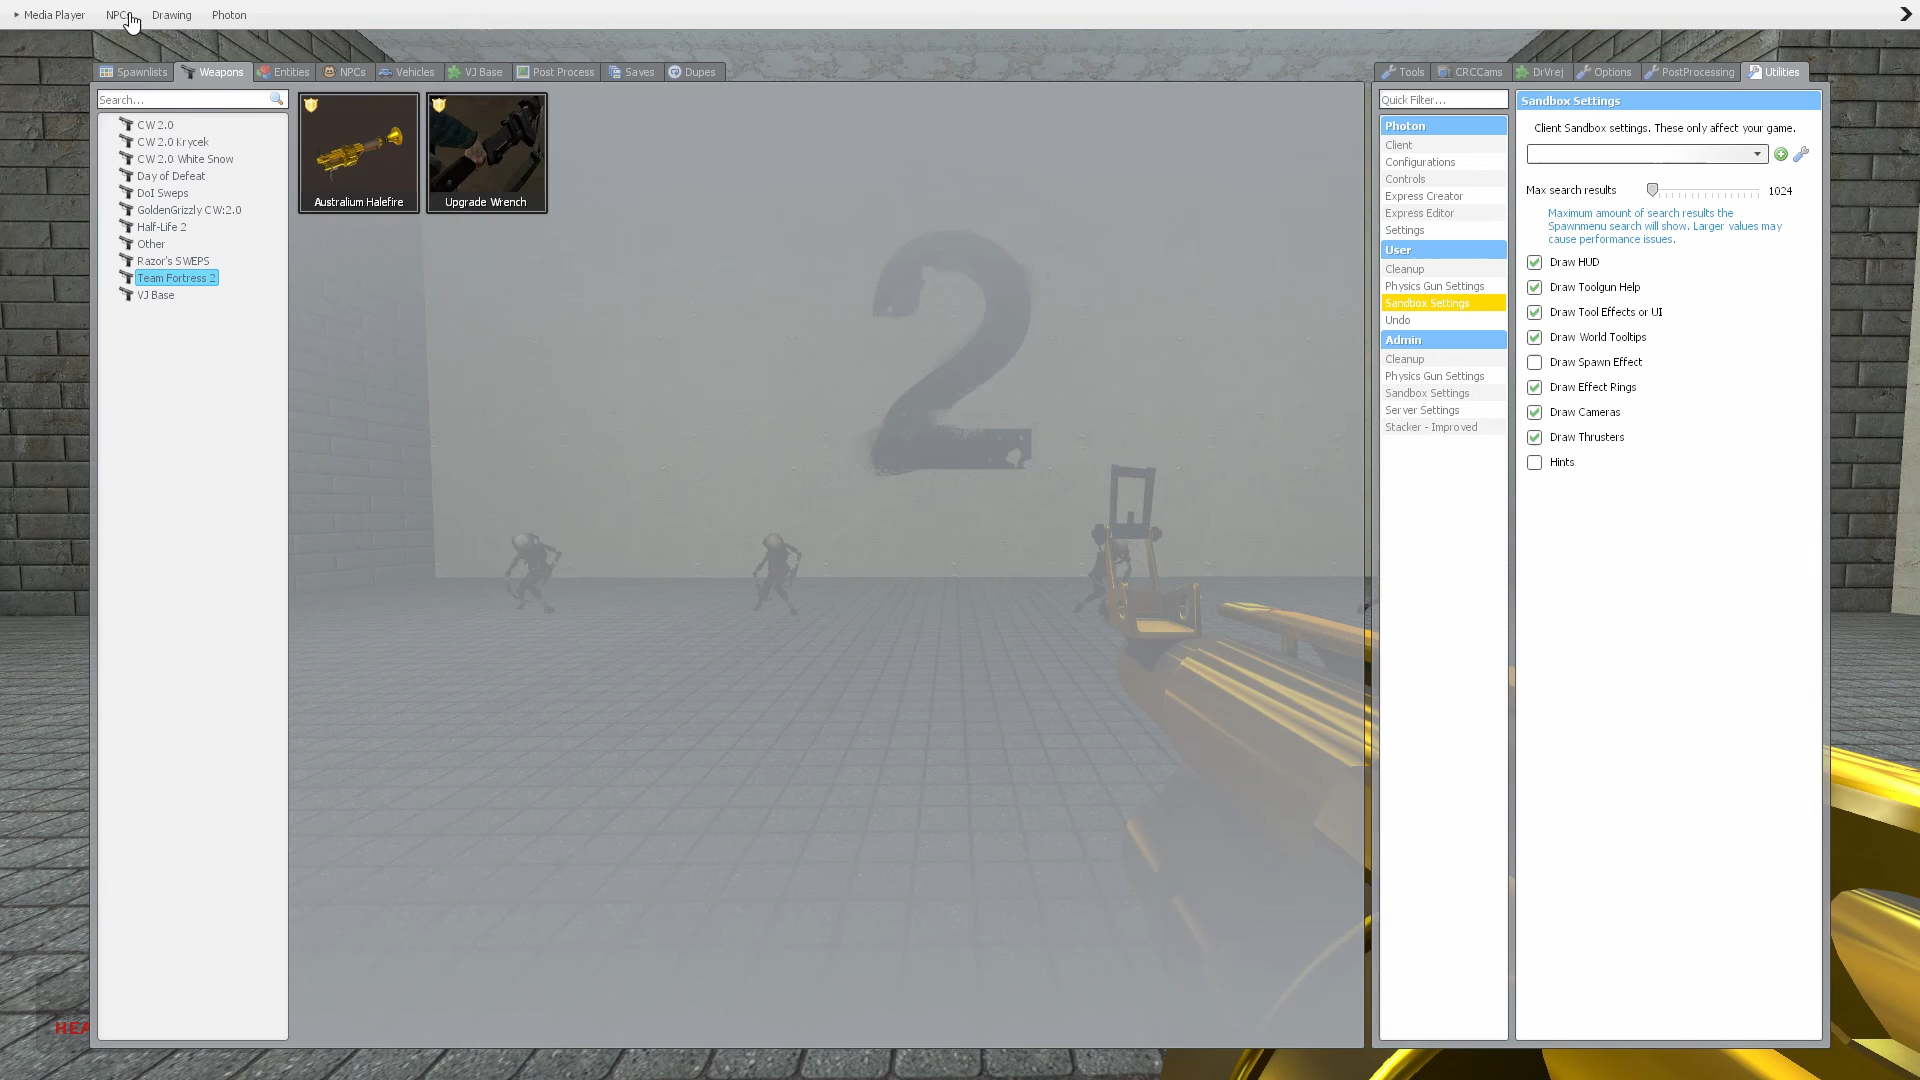 Media Player
NPCs
Drawing
Photon
Spawnlists
Weapons
Entities
NPCs
Vehicles
VJ Base
Post Process
Saves
Dupes
Search...
CW 2.0
CW 2.0 Krycek
CW 2.0 White Snow
Day of Defeat
DoI Sweps
GoldenGrizzly CW:2.0
Half-Life 2
Other
Razor's SWEPS
Team Fortress 2
VJ Base
Australium Halefire
Upgrade Wrench
2
HEA
Tools
CRCCams
DrVrej
Options
PostProcessing
Utilities
Quick Filter...
Photon
Client
Configurations
Controls
Express Creator
Express Editor
Settings
User
Cleanup
Physics Gun Settings
Sandbox Settings
Undo
Admin
Cleanup
Physics Gun Settings
Sandbox Settings
Server Settings
Stacker - Improved
Sandbox Settings
Client Sandbox settings. These only affect your game.
Max search results 1024
Maximum amount of search results the
Spawnmenu search will show. Larger values may
cause performance issues.
Draw HUD
Draw Toolgun Help
Draw Tool Effects or UI
Draw World Tooltips
Draw Spawn Effect
Draw Effect Rings
Draw Cameras
Draw Thrusters
Hints